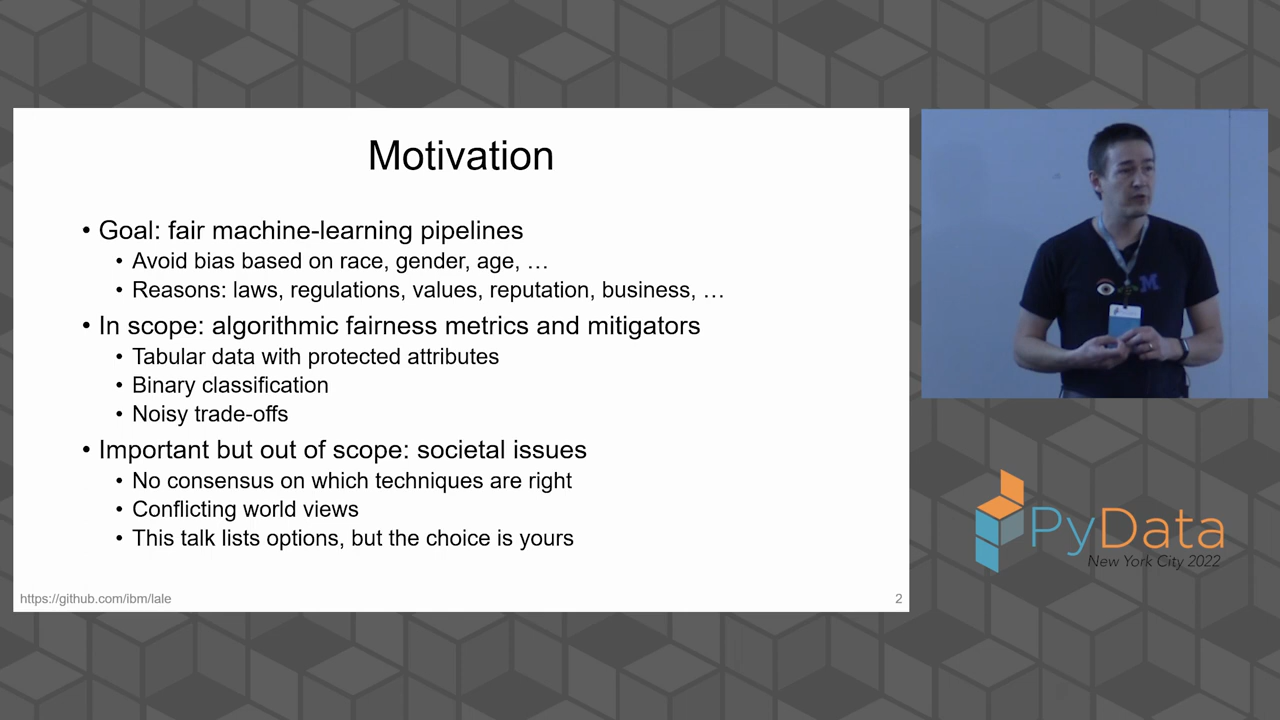 Motivation
• Goal: fair machine-learning pipelines
• Avoid bias based on race, gender, age, …
• Reasons: laws, regulations, values, reputation, business, …
• In scope: algorithmic fairness metrics and mitigators
• Tabular data with protected attributes
• Binary classification
• Noisy trade-offs
• Important but out of scope: societal issues
• No consensus on which techniques are right
• Conflicting world views
• This talk lists options, but the choice is yours
https://github.com/ibm/lale
2
M
PyData
New York City 2022